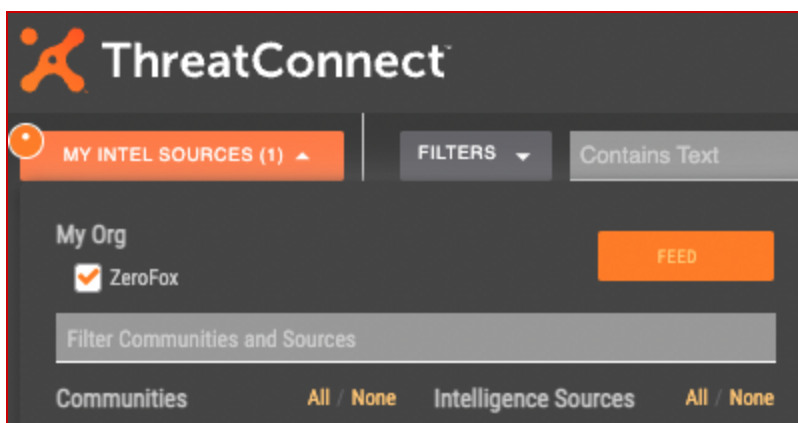 ThreatConnect™
MY INTEL SOURCES (1)
FILTERS
Contains Text
My Org
ZeroFox
FEED
Filter Communities and Sources
Communities All / None Intelligence Sources All / None